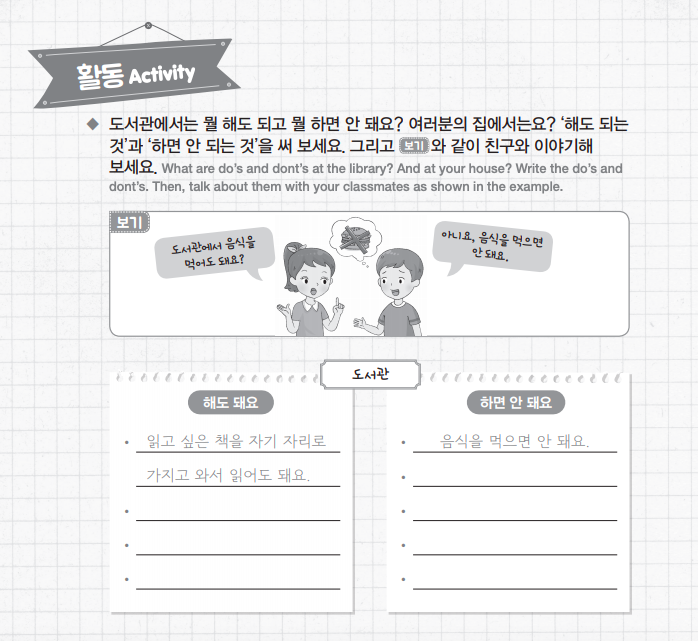 활동 Activity
◆ 도서관에서는 뭘 해도 되고 뭘 하면 안 돼요? 여러분의 집에서는요? ‘해도 되는
것’과 ‘하면 안 되는 것’을 써 보세요. 그리고 보기 와 같이 친구와 이야기해
보세요. What are do’s and dont’s at the library? And at your house? Write the do’s and
dont’s. Then, talk about them with your classmates as shown in the example.
보기
도서관에서 음식을
먹어도 돼요?
아니요, 음식을 먹으면
안 돼요.
도서관
해도 돼요
• 읽고 싶은 책을 자기 자리로
• 가지고 와서 읽어도 돼요.
•
•
•
하면 안 돼요
• 음식을 먹으면 안 돼요.
•
•
•
•